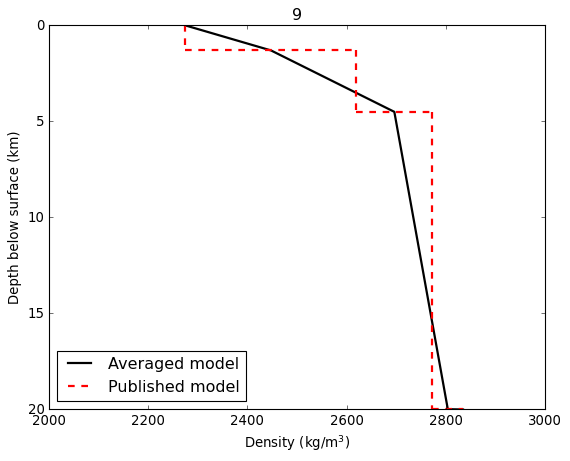 9
0
5
10
15
20
Depth below surface (km)
Averaged model
Published model
2000 2200 2400 2600 2800 3000
Density (kg/m³)